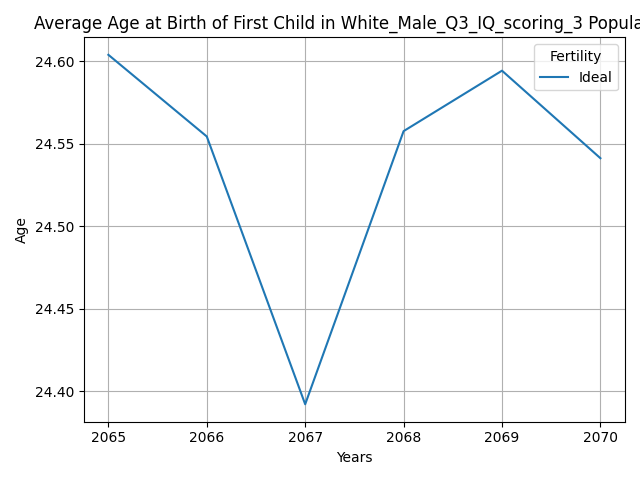 Average Age at Birth of First Child in White_Male_Q3_IQ_scoring_3
24.60
24.55
24.50
24.45
24.40
Age
Fertility
Ideal
2065 2066 2067 2068 2069 2070
Years